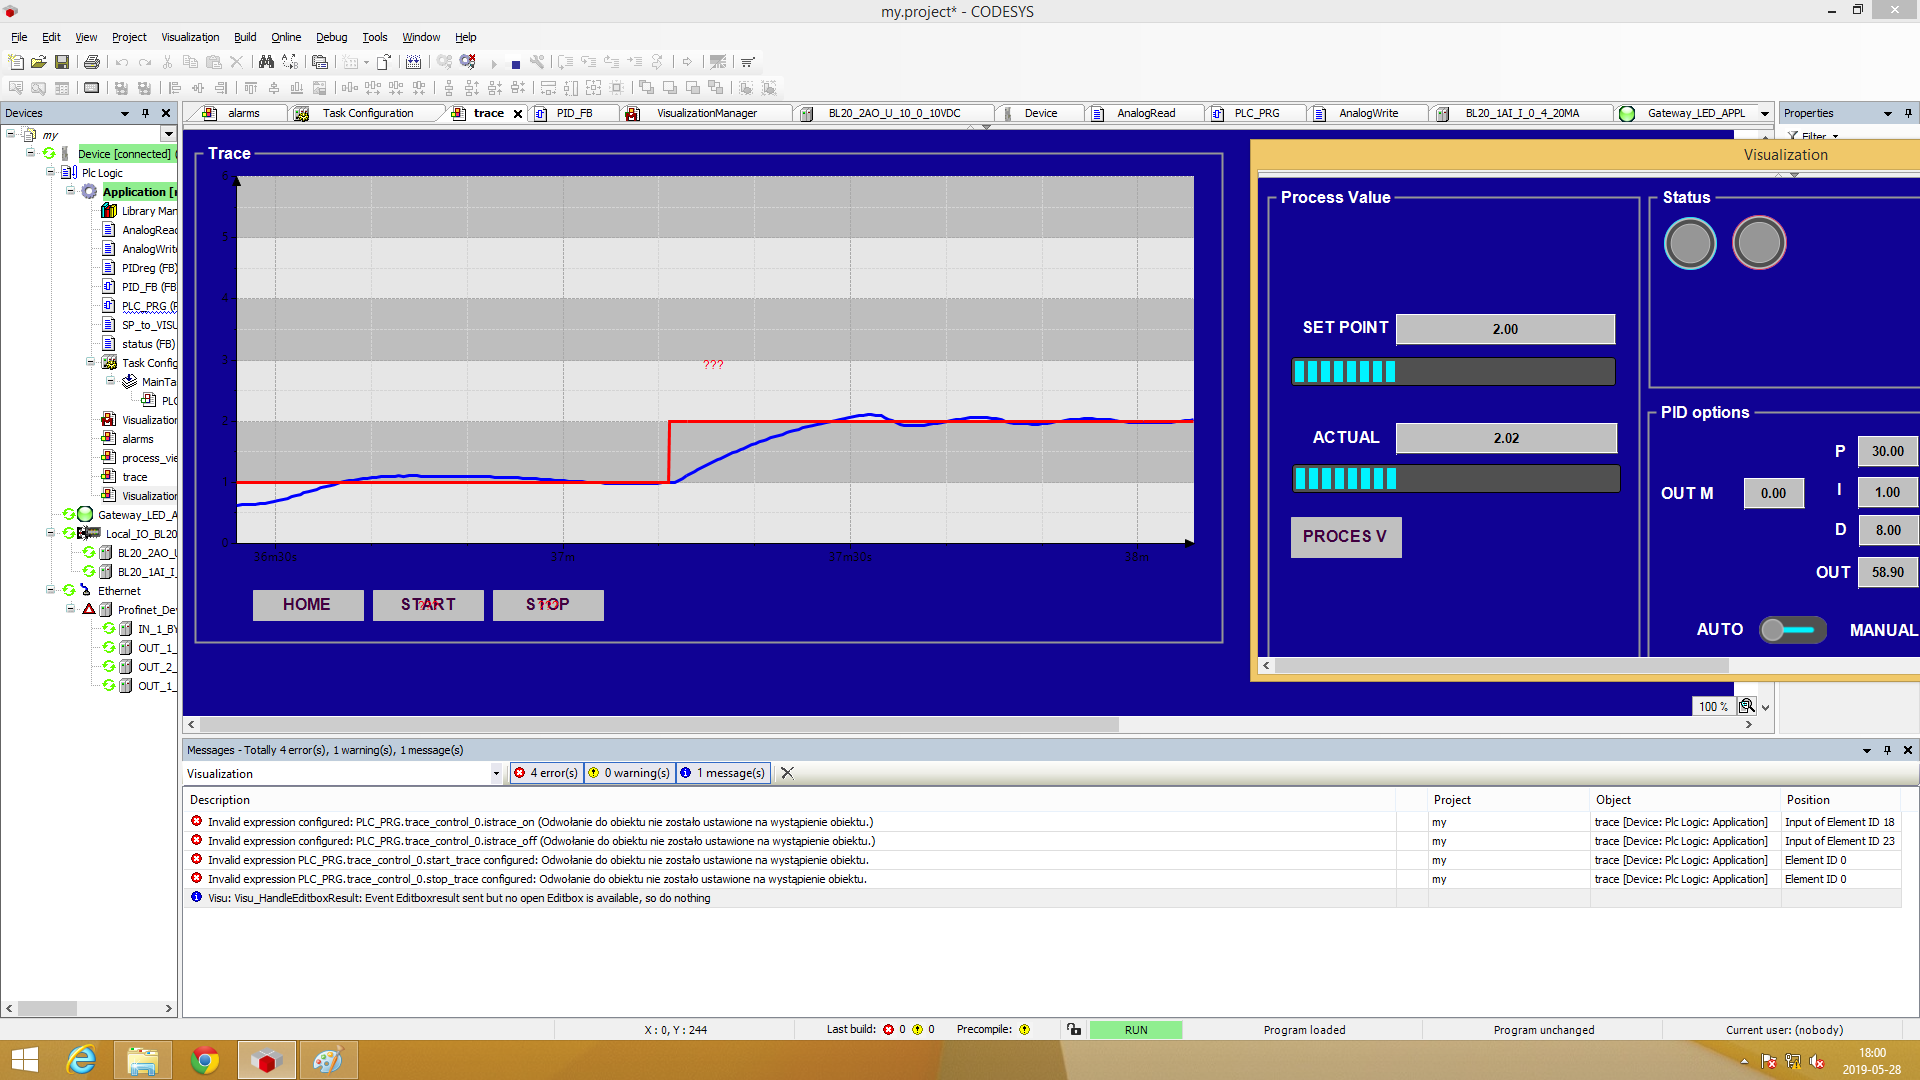 my.project* - CODESYS
File Edit View Project Visualization Build Online Debug Tools Window Help
Devices
alarms Task Configuration trace PID_FB VisualizationManager BL20_2AO_U_10_0_10VDC Device AnalogRead PLC_PRG AnalogWrite BL20_1AI_I_0_4_20MA Gateway_LED_APPL
Properties
Filter
my
Device [connected] (
Plc Logic
Application [r
Library Man
AnalogRead
AnalogWrite
PIDreg (FB)
PID_FB (FB
PLC_PRG (F
SP_to_VISU
status (FB)
Task Config
MainTa
PLC
Visualization
alarms
process_vie
trace
Visualization
Gateway_LED_A
Local_IO_BL20
BL20_2AO_U
BL20_1AI_I_
Ethernet
Profinet_Dev
IN_1_BY
OUT_1_
OUT_2_
OUT_1_
Trace
6
5
4
3
2
1
0
???
36m30s 37m 37m30s 38m
HOME START STOP
Visualization
Process Value
SET POINT 2.00
ACTUAL 2.02
PROCES V
Status
PID options
P 30.00
OUT M 0.00 I 1.00
D 8.00
OUT 58.90
AUTO MANUAL
100 %
Messages - Totally 4 error(s), 1 warning(s), 1 message(s)
Visualization 4 error(s) 0 warning(s) 1 message(s)
Description Project Object Position
Invalid expression configured: PLC_PRG.trace_control_0.istrace_on (Odwołanie do obiektu nie zostało ustawione na wystąpienie obiektu.) my trace [Device: Plc Logic: Application] Input of Element ID 18
Invalid expression configured: PLC_PRG.trace_control_0.istrace_off (Odwołanie do obiektu nie zostało ustawione na wystąpienie obiektu.) my trace [Device: Plc Logic: Application] Input of Element ID 23
Invalid expression PLC_PRG.trace_control_0.start_trace configured: Odwołanie do obiektu nie zostało ustawione na wystąpienie obiektu. my trace [Device: Plc Logic: Application] Element ID 0
Invalid expression PLC_PRG.trace_control_0.stop_trace configured: Odwołanie do obiektu nie zostało ustawione na wystąpienie obiektu. my trace [Device: Plc Logic: Application] Element ID 0
Visu: Visu_HandleEditboxResult: Event Editboxresult sent but no open Editbox is available, so do nothing
X : 0, Y : 244 Last build: 0 0 Precompile: RUN Program loaded Program unchanged Current user: (nobody)
18:00
2019-05-28